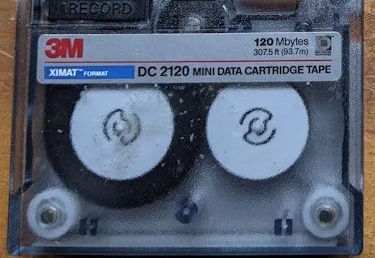 RECORD
3M
120 Mbytes
307.5 ft (93.7m)
XIMAT™ FORMAT
DC 2120 MINI DATA CARTRIDGE TAPE